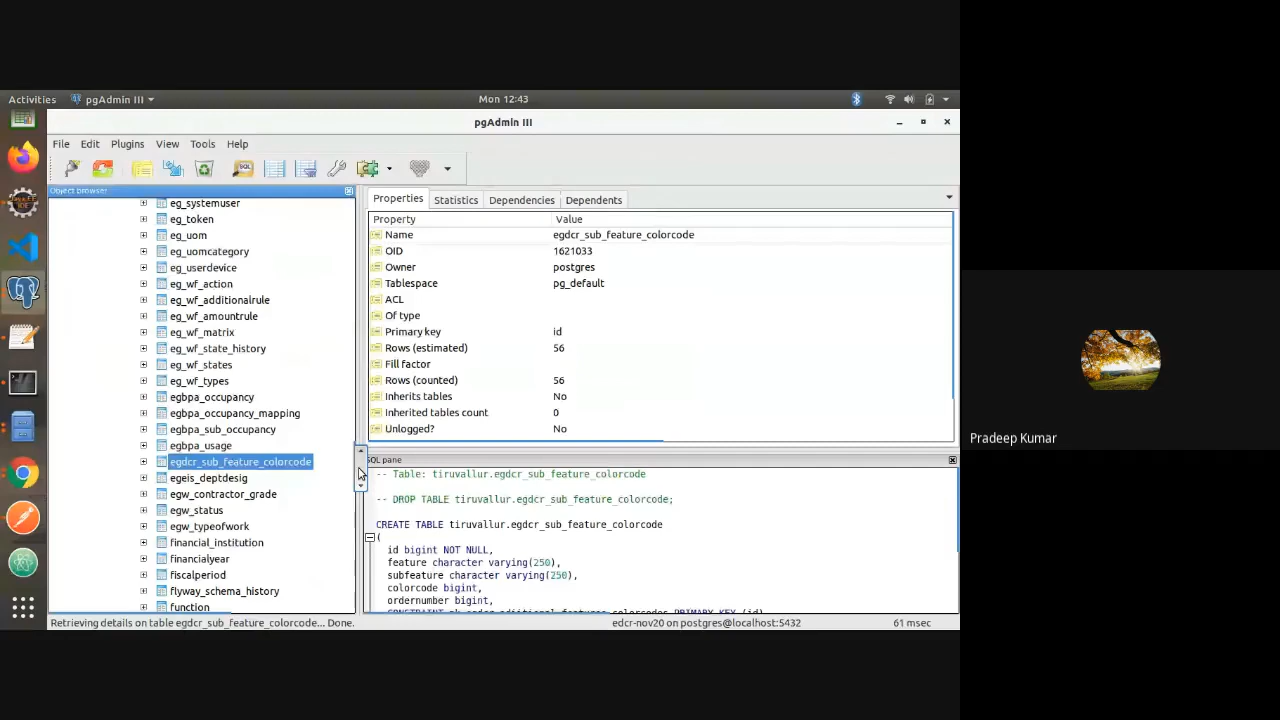 Activities pgAdmin III Mon 12:43
pgAdmin III
File Edit Plugins View Tools Help
SQL
Object browser
eg_systemuser
eg_token
eg_uom
eg_uomcategory
eg_userdevice
eg_wf_action
eg_wf_additionalrule
eg_wf_amountrule
eg_wf_matrix
eg_wf_state_history
eg_wf_states
eg_wf_types
egbpa_occupancy
egbpa_occupancy_mapping
egbpa_sub_occupancy
egbpa_usage
egdcr_sub_feature_colorcode
egeis_deptdesig
egw_contractor_grade
egw_status
egw_typeofwork
financial_institution
financialyear
fiscalperiod
flyway_schema_history
function
Properties Statistics Dependencies Dependents
Property Value
Name egdcr_sub_feature_colorcode
OID 1621033
Owner postgres
Tablespace pg_default
ACL
Of type
Primary key id
Rows (estimated) 56
Fill factor
Rows (counted) 56
Inherits tables No
Inherited tables count 0
Unlogged? No
SQL pane
-- Table: tiruvallur.egdcr_sub_feature_colorcode
-- DROP TABLE tiruvallur.egdcr_sub_feature_colorcode;
CREATE TABLE tiruvallur.egdcr_sub_feature_colorcode
(
id bigint NOT NULL,
feature character varying(250),
subfeature character varying(250),
colorcode bigint,
ordernumber bigint,
Retrieving details on table egdcr_sub_feature_colorcode... Done. edcr-nov20 on postgres@localhost:5432 61 msec
Pradeep Kumar